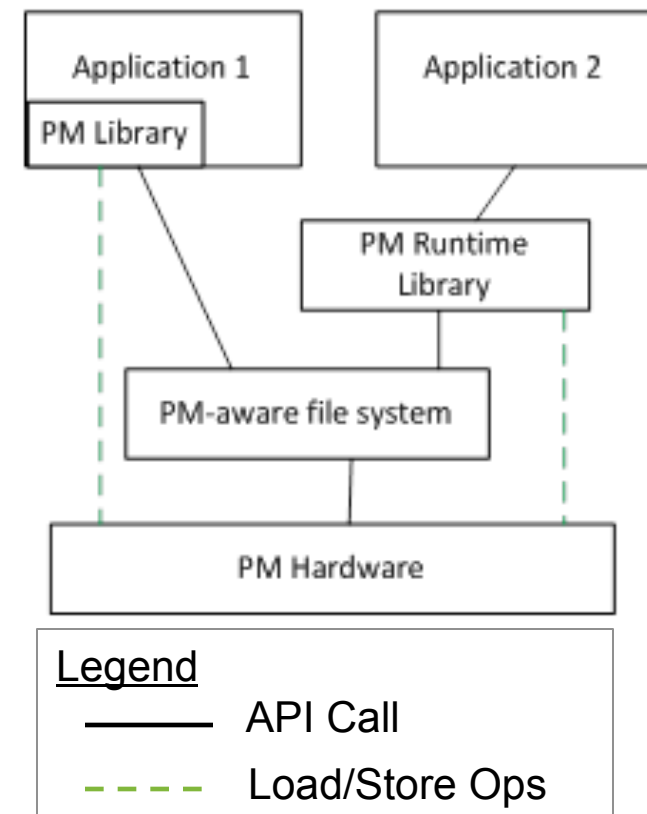 Application 1
Application 2
PM Library
PM Runtime
Library
PM-aware file system
PM Hardware
Legend
API Call
Load/Store Ops